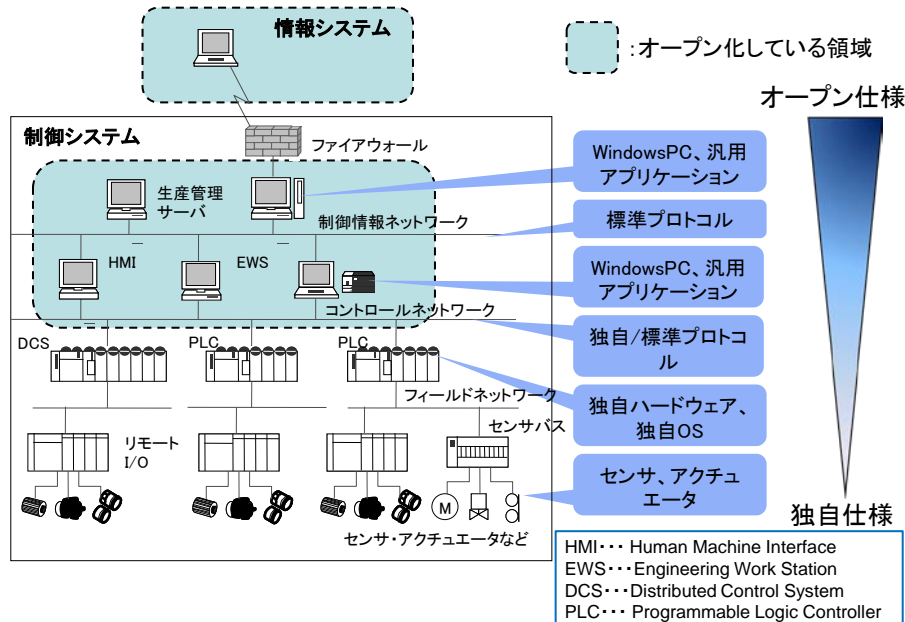 情報システム
:オープン化している領域
オープン仕様
制御システム
ファイアウォール
WindowsPC、汎用
アプリケーション
生産管理
サーバ
制御情報ネットワーク
標準プロトコル
HMI
EWS
WindowsPC、汎用
アプリケーション
コントロールネットワーク
独自/標準プロトコ
ル
DCS
PLC
PLC
フィールドネットワーク
独自ハードウェア、
独自OS
リモート
I/O
センサバス
センサ、アクチュ
エータ
M
センサ・アクチュエータなど
独自仕様
HMI・・・ Human Machine Interface
EWS・・・Engineering Work Station
DCS・・・Distributed Control System
PLC・・・ Programmable Logic Controller